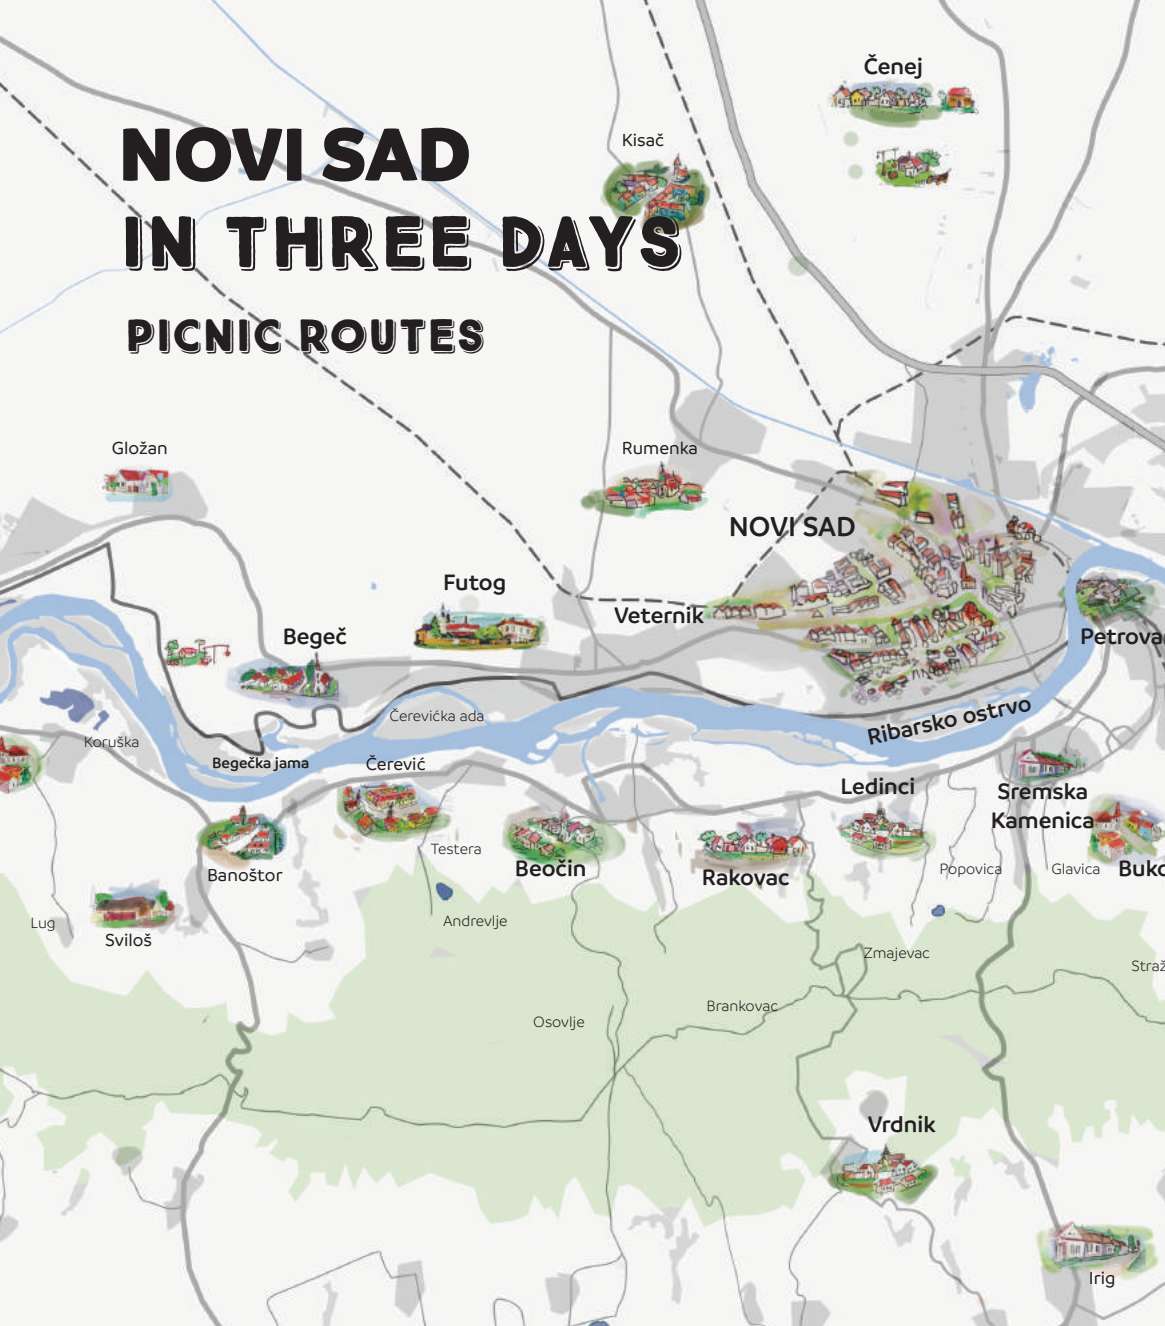 NOVI SAD
IN THREE DAYS
PICNIC ROUTES
Čenej
Kisač
Gložan
Rumenka
NOVI SAD
Futog
Veternik
Begeč
Petrova
Čerevićka ada
Ribarsko ostrvo
Koruška
Begečka jama
Čerević
Ledinci
Sremska
Kamenica
Testera
Beočin
Rakovac
Popovica
Glavica
Buko
Banoštor
Lug
Sviloš
Andrevlje
Zmajevac
Straž
Brankovac
Osovlje
Vrdnik
Irig